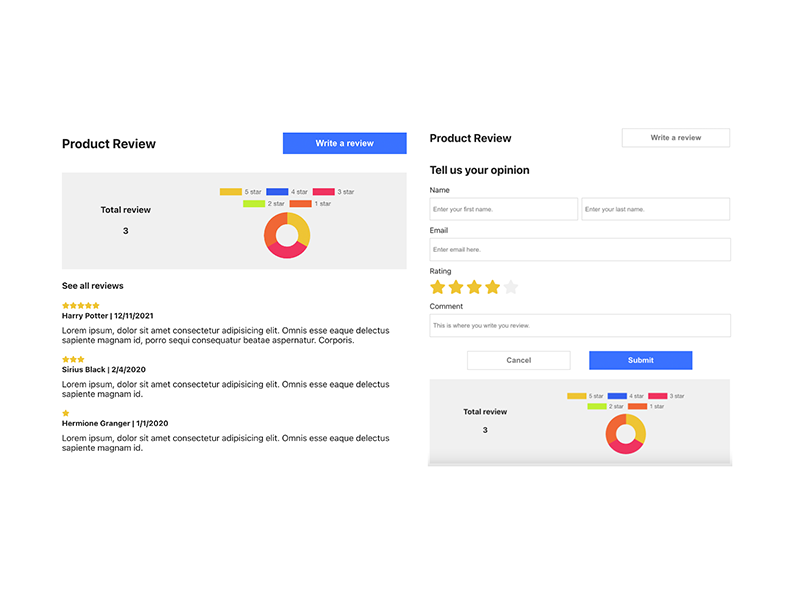 Product Review
Write a review
5 star 4 star 3 star
2 star 1 star
Total review
3
See all reviews
Harry Potter | 12/11/2021
Lorem ipsum, dolor sit amet consectetur adipisicing elit. Omnis esse eaque delectus
sapiente magnam id, porro sequi consequatur beatae aspernatur. Corporis.
Sirius Black | 2/4/2020
Lorem ipsum, dolor sit amet consectetur adipisicing elit. Omnis esse eaque delectus
sapiente magnam id.
Hermione Granger | 1/1/2020
Lorem ipsum, dolor sit amet consectetur adipisicing elit. Omnis esse eaque delectus
sapiente magnam id.
Product Review
Write a review
Tell us your opinion
Name
Enter your first name. Enter your last name.
Email
Enter email here.
Rating
Comment
This is where you write you review.
Cancel Submit
5 star 4 star 3 star
2 star 1 star
Total review
3